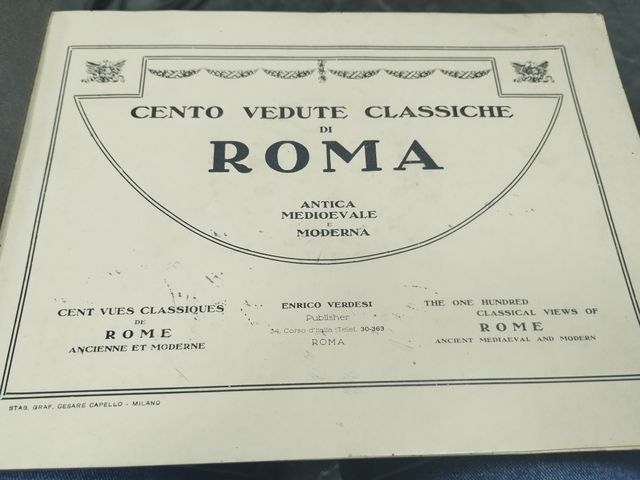 CENTO VEDUTE CLASSICHE
DI
ROMA
ANTICA
MEDIOEVALE
E
MODERNA
CENT VUES CLASSIQUES
DE
ROME
ANCIENNE ET MODERNE
ENRICO VERDESI
Publisher
34, Corso d'Italia (Telef. 30-363
ROMA
THE ONE HUNDRED
CLASSICAL VIEWS OF
ROME
ANCIENT MEDIAEVAL AND MODERN
STAB. GRAF. CESARE CAPELLO - MILANO